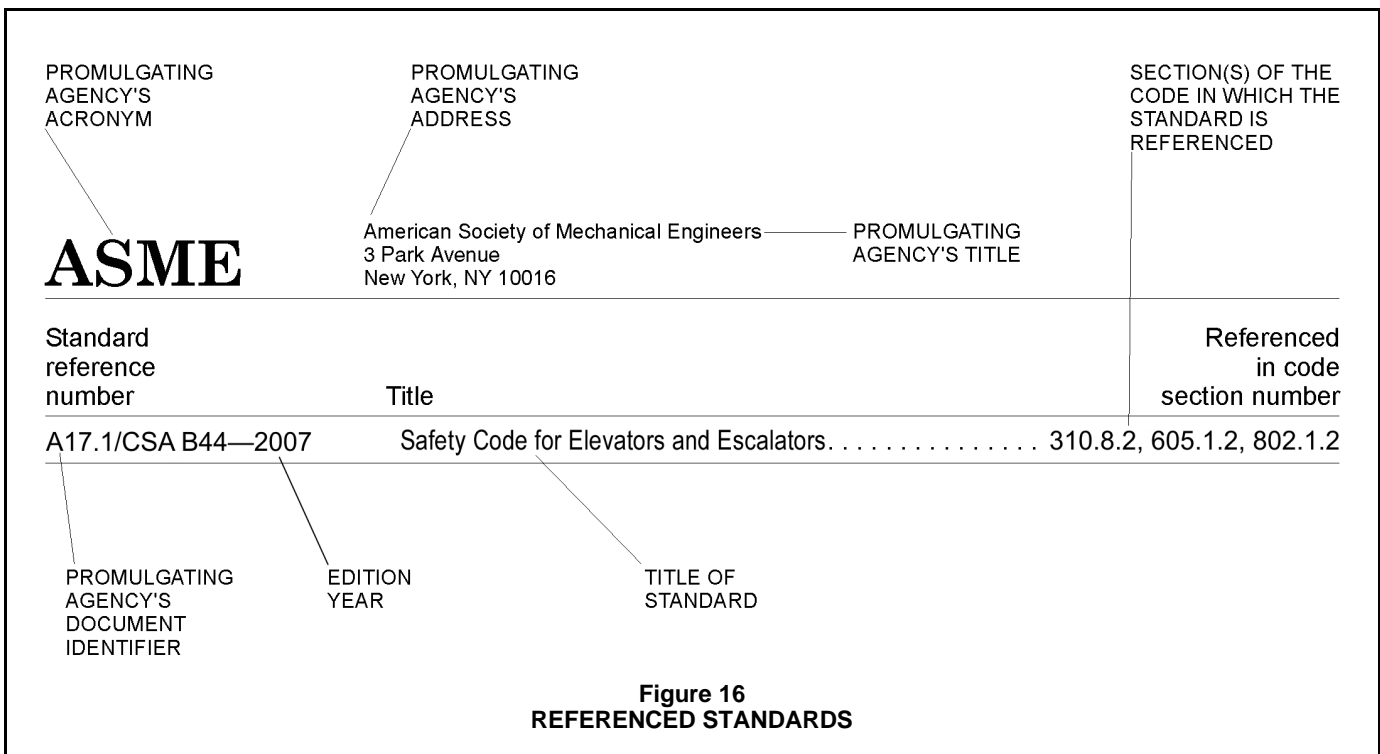 PROMULGATING
AGENCY'S
ACRONYM
PROMULGATING
AGENCY'S
ADDRESS
SECTION(S) OF THE
CODE IN WHICH THE
STANDARD IS
REFERENCED
ASME
American Society of Mechanical Engineers
3 Park Avenue
New York, NY 10016
PROMULGATING
AGENCY'S TITLE
Standard
reference
number
Title
Referenced
in code
section number
A17.1/CSA B44—2007 Safety Code for Elevators and Escalators. . . . . . . . . . . . . . . . 310.8.2, 605.1.2, 802.1.2
PROMULGATING
AGENCY'S
DOCUMENT
IDENTIFIER
EDITION
YEAR
TITLE OF
STANDARD
Figure 16
REFERENCED STANDARDS